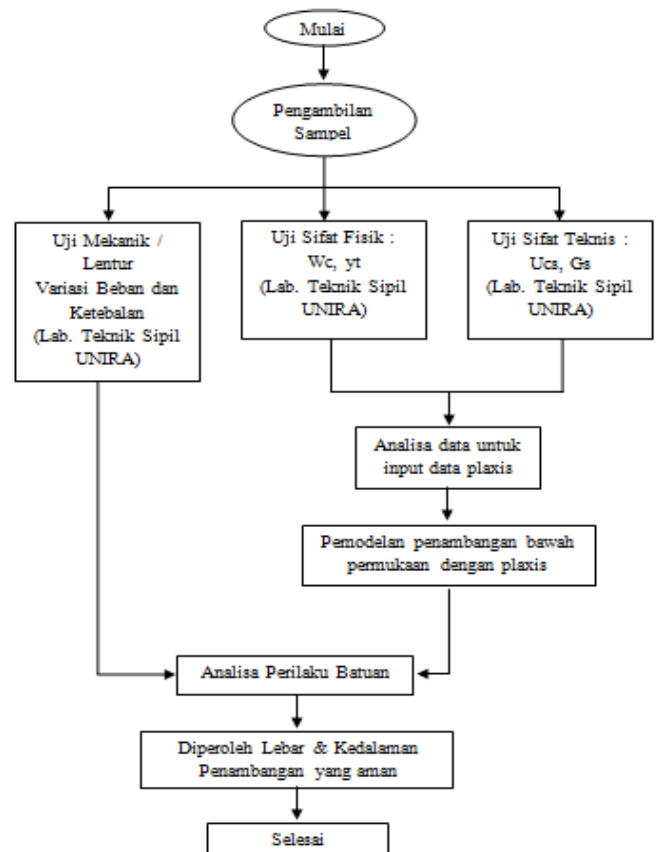 Mulai
Pengambilan
Sampel
Uji Mekanik /
Lentur
Variasi Beban dan
Ketebalan
(Lab. Teknik Sipil
UNIRA)
Uji Sifat Fisik :
Wc, yt
(Lab. Teknik Sipil
UNIRA)
Uji Sifat Teknis :
Ucs, Gs
(Lab. Teknik Sipil
UNIRA)
Analisa data untuk
input data plaxis
Pemodelan penambangan bawah
permukaan dengan plaxis
Analisa Perilaku Batuan
Diperoleh Lebar & Kedalaman
Penambangan yang aman
Selesai